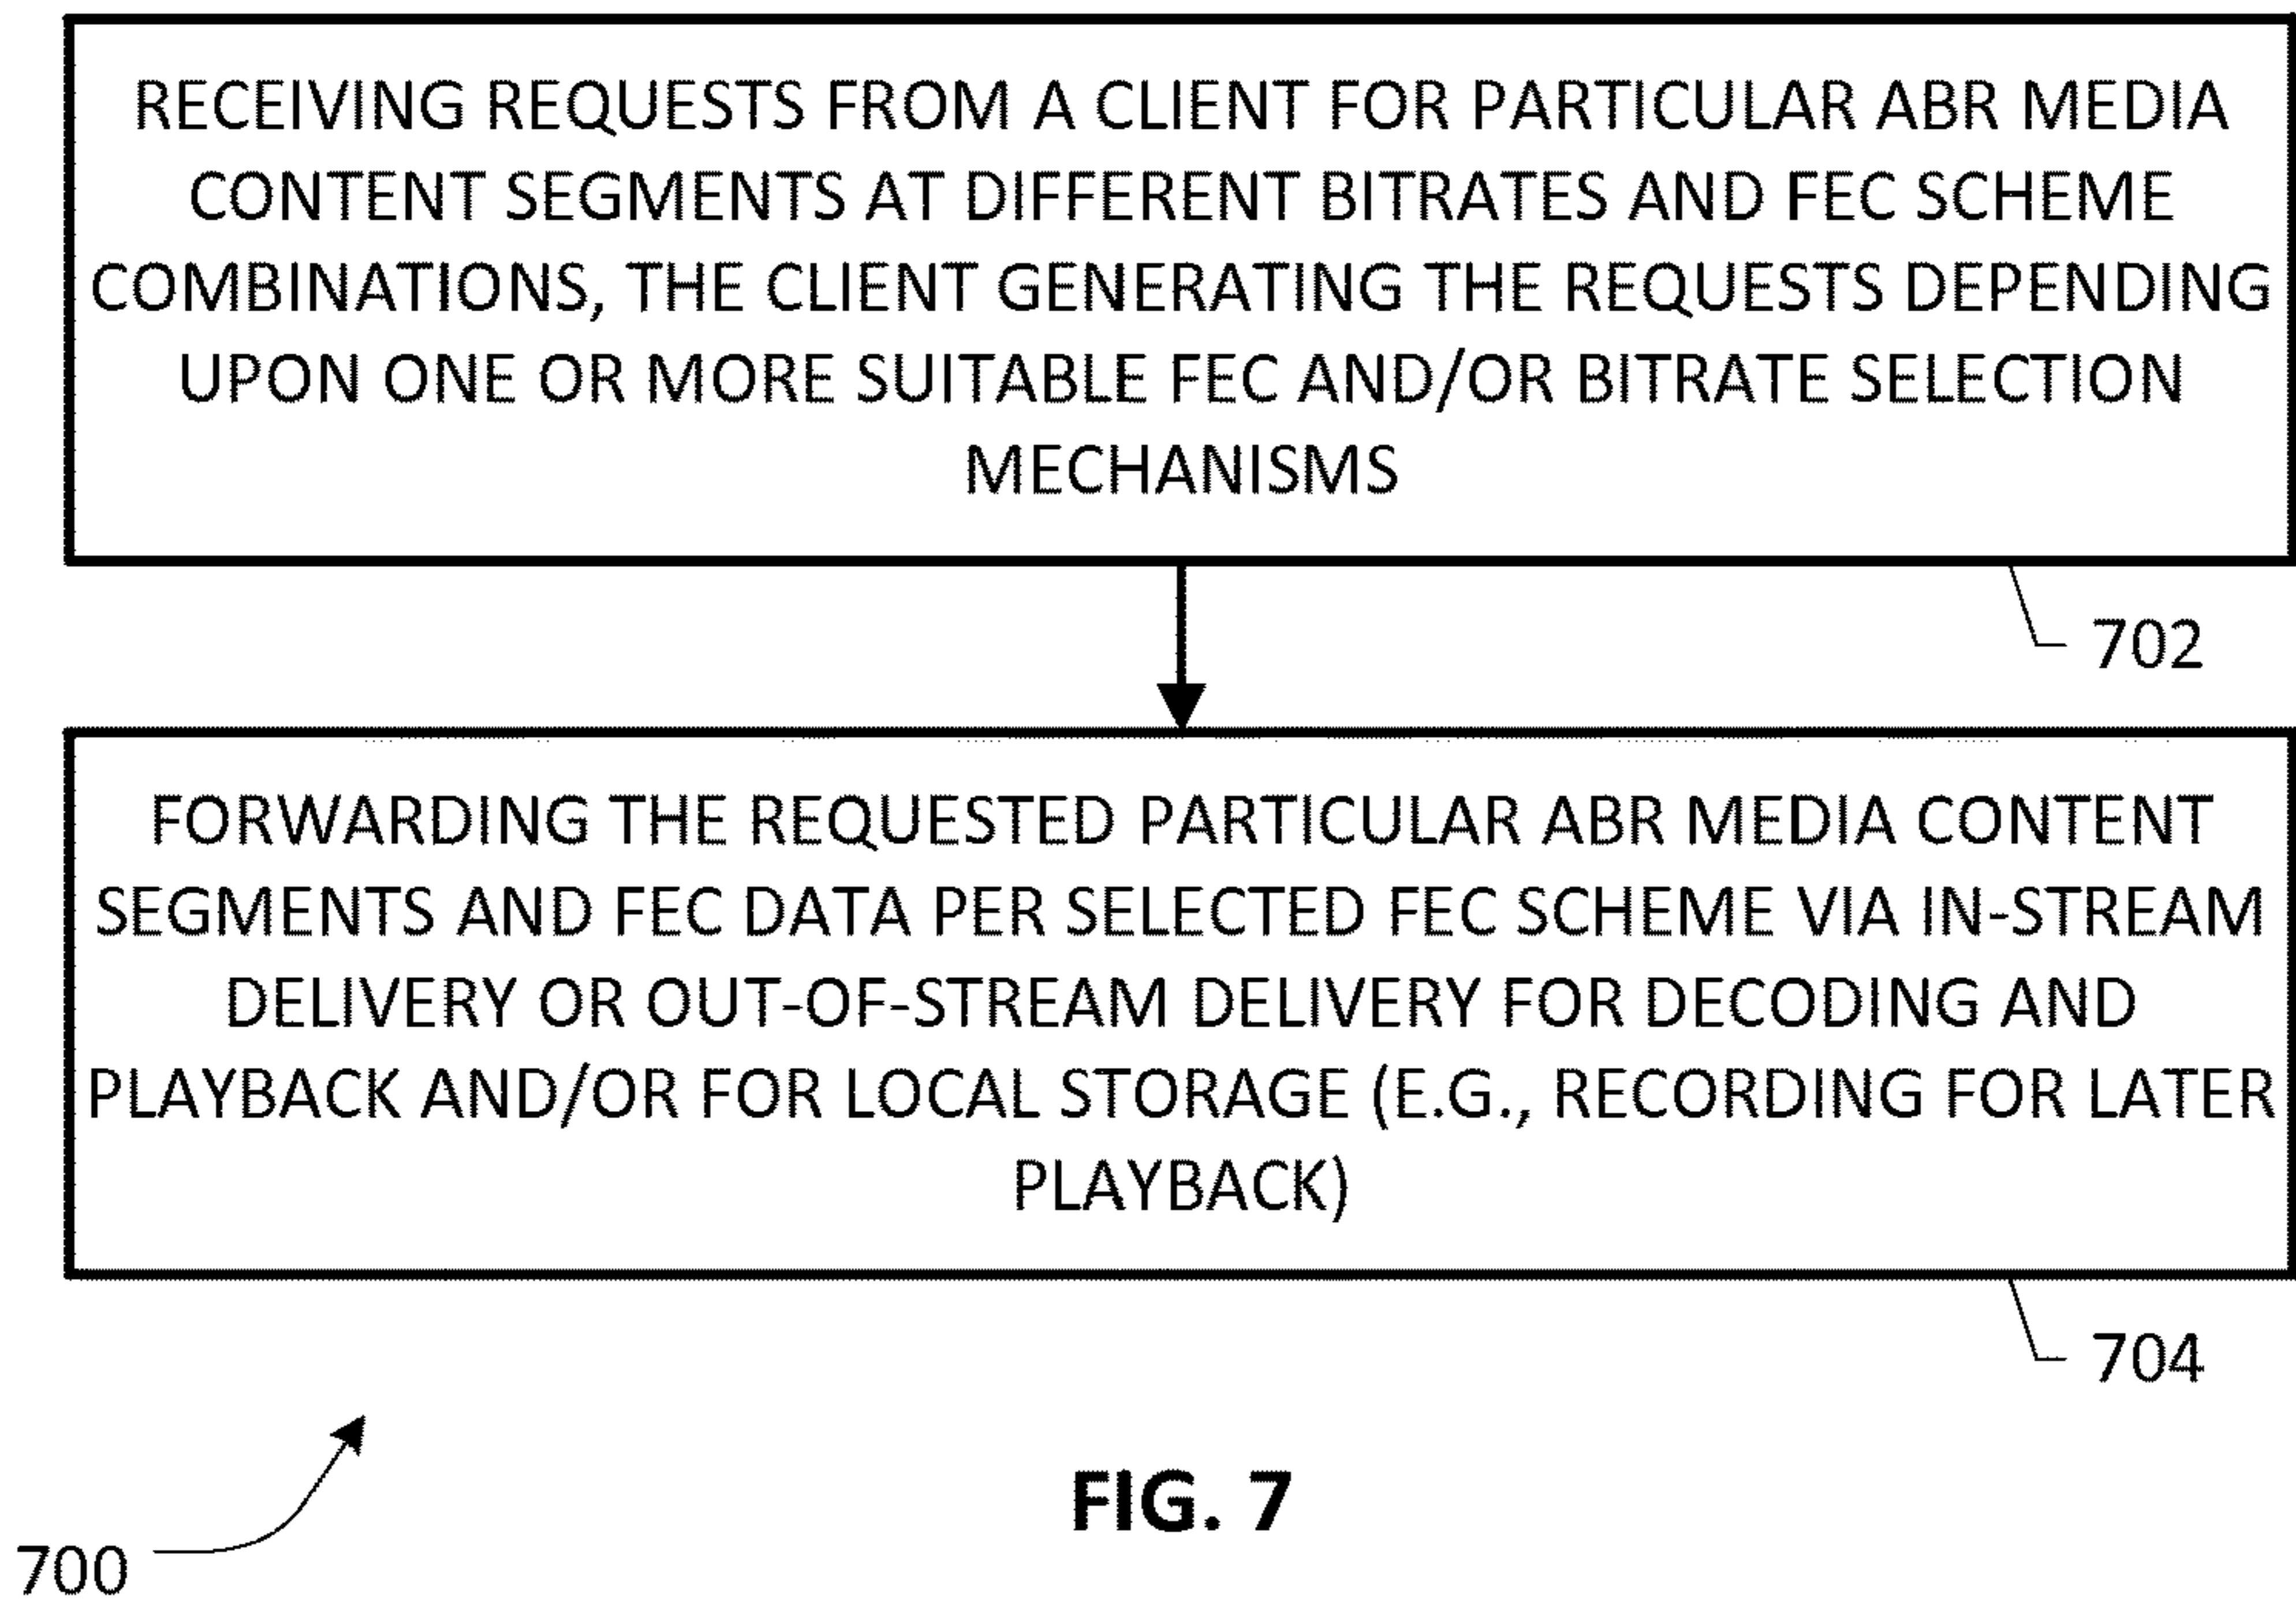 RECEIVING REQUESTS FROM A CLIENT FOR PARTICULAR ABR MEDIA
CONTENT SEGMENTS AT DIFFERENT BITRATES AND FEC SCHEME
COMBINATIONS, THE CLIENT GENERATING THE REQUESTS DEPENDING
UPON ONE OR MORE SUITABLE FEC AND/OR BITRATE SELECTION
MECHANISMS
702
FORWARDING THE REQUESTED PARTICULAR ABR MEDIA CONTENT
SEGMENTS AND FEC DATA PER SELECTED FEC SCHEME VIA IN-STREAM
DELIVERY OR OUT-OF-STREAM DELIVERY FOR DECODING AND
PLAYBACK AND/OR FOR LOCAL STORAGE (E.G., RECORDING FOR LATER
PLAYBACK)
704
FIG. 7
700